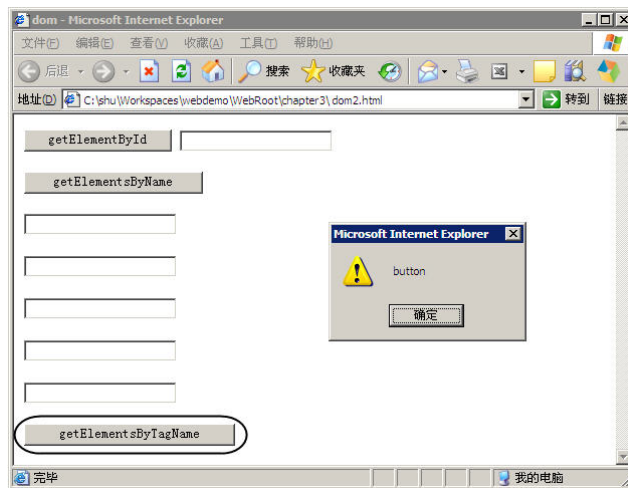 dom - Microsoft Internet Explorer
文件(F) 编辑(E) 查看(V) 收藏(A) 工具(T) 帮助(H)
后退 搜索 收藏夹
地址(D) C:\shu\Workspaces\webdemo\WebRoot\chapter3\dom2.html 转到 链接
getElementById
getElementsByName
Microsoft Internet Explorer
button
确定
getElementsByTagName
完毕 我的电脑